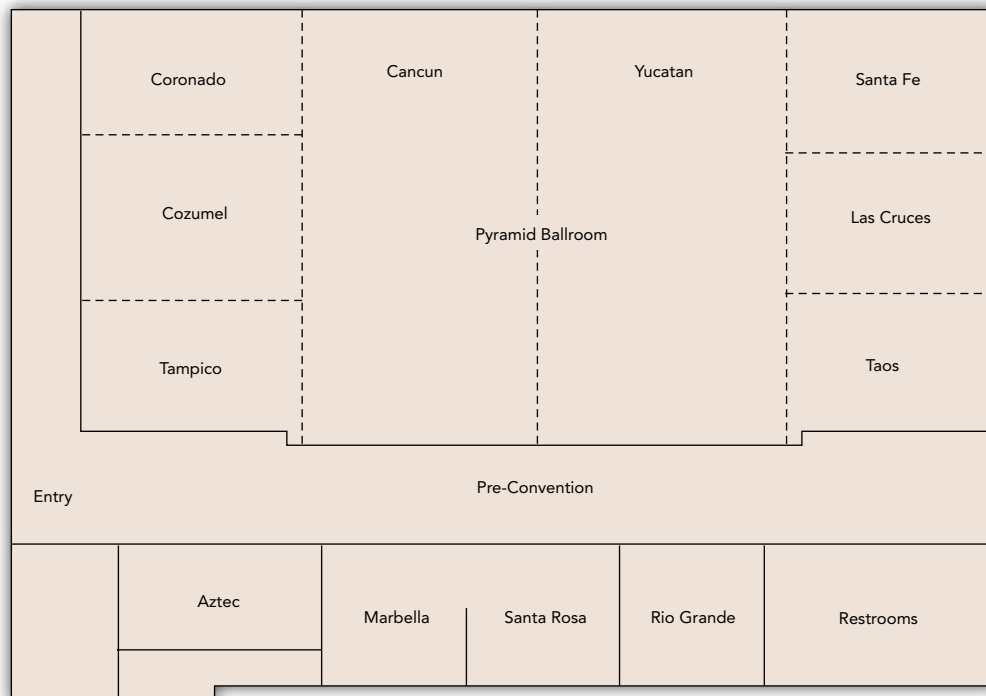 Coronado
Cancun
Yucatan
Santa Fe
Cozumel
Las Cruces
Pyramid Ballroom
Tampico
Taos
Entry
Pre-Convention
Aztec
Marbella
Santa Rosa
Rio Grande
Restrooms